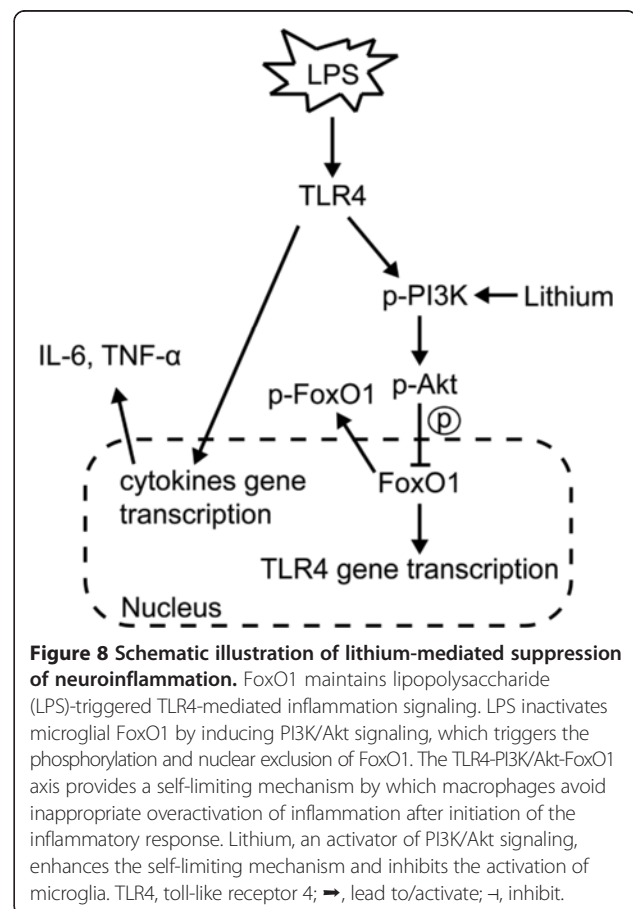 LPS
TLR4
p-PI3K
Lithium
IL-6, TNF-α
p-FoxO1
p-Akt
p
cytokines gene
transcription
FoxO1
TLR4 gene transcription
Nucleus
Figure 8 Schematic illustration of lithium-mediated suppression
of neuroinflammation. FoxO1 maintains lipopolysaccharide
(LPS)-triggered TLR4-mediated inflammation signaling. LPS inactivates
microglial FoxO1 by inducing PI3K/Akt signaling, which triggers the
phosphorylation and nuclear exclusion of FoxO1. The TLR4-PI3K/Akt-FoxO1
axis provides a self-limiting mechanism by which macrophages avoid
inappropriate overactivation of inflammation after initiation of the
inflammatory response. Lithium, an activator of PI3K/Akt signaling,
enhances the self-limiting mechanism and inhibits the activation of
microglia. TLR4, toll-like receptor 4; ➡, lead to/activate; ⊣, inhibit.